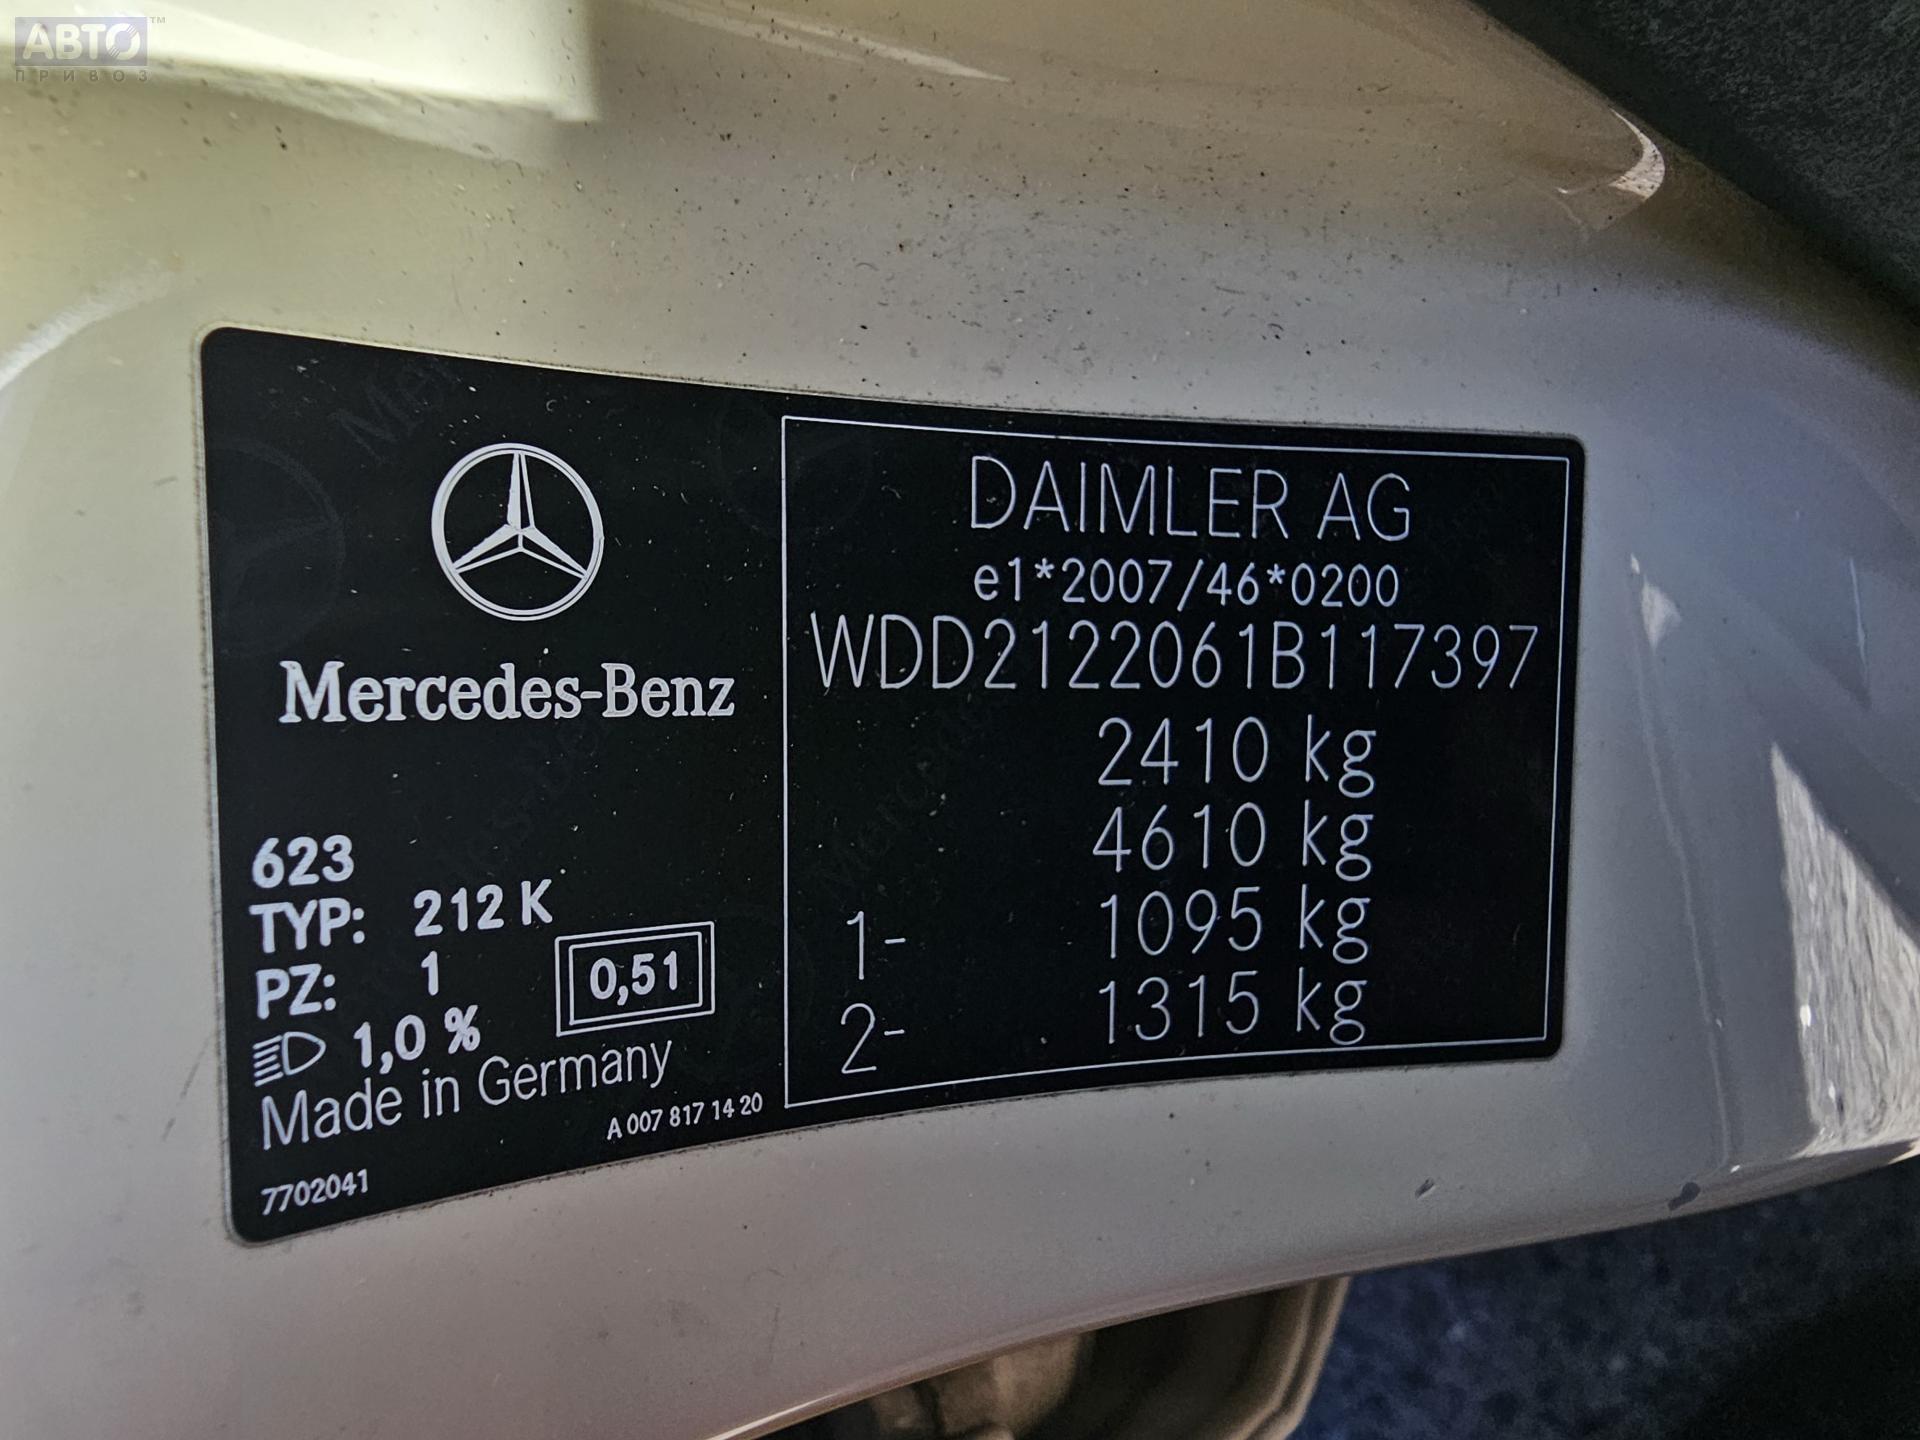 АВТО™
ПРИВОЗ
Mercedes-Benz
623
TYP: 212 K
PZ: 1
0,51
1,0 %
Made in Germany
A 007 817 14 20
7702041
DAIMLER AG
e1*2007/46*0200
WDD2122061B117397
2410 kg
4610 kg
1- 1095 kg
2- 1315 kg